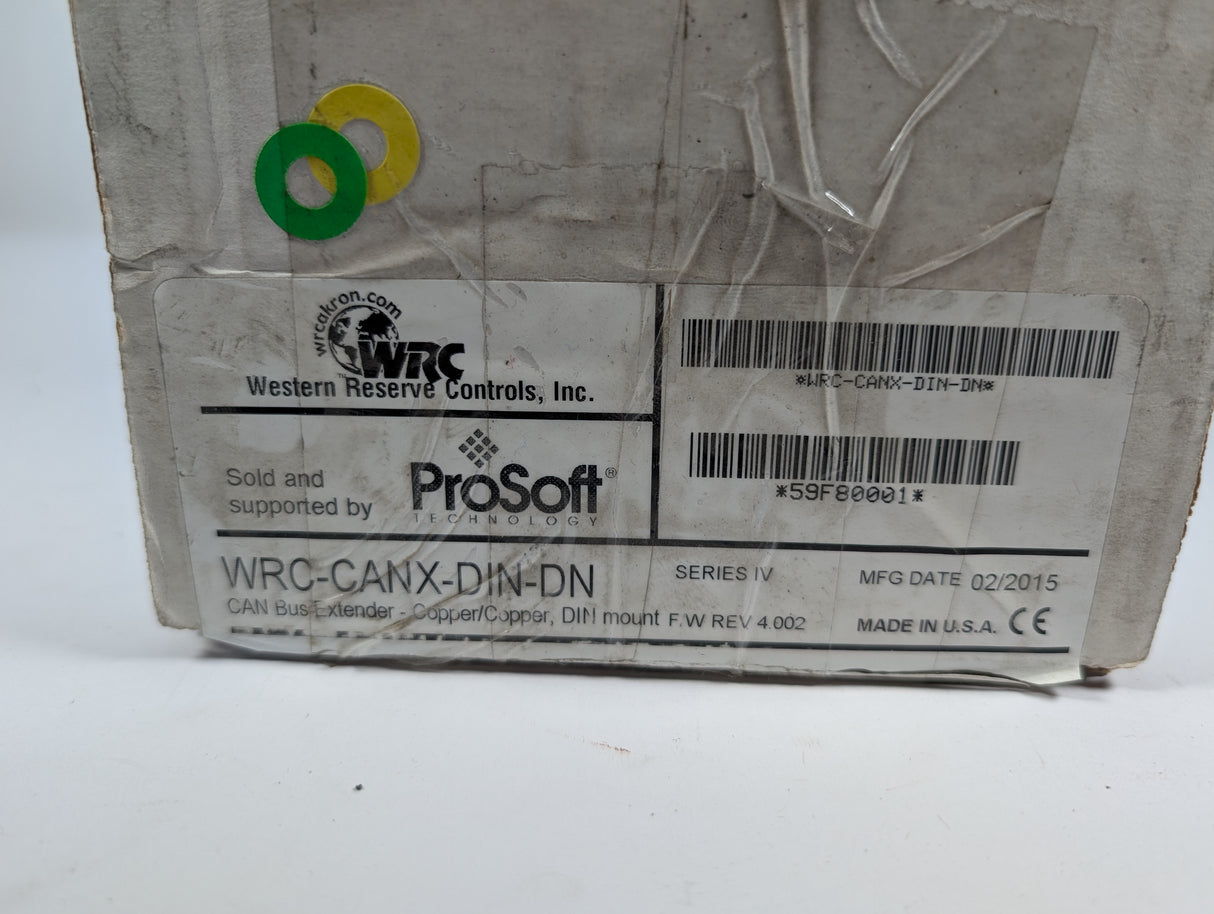 wrcakron.com
WRC
™
Western Reserve Controls, Inc.
Sold and
supported by
ProSoft®
TECHNOLOGY
*WRC-CANX-DIN-DN*
*59F80001*
WRC-CANX-DIN-DN
SERIES IV
MFG DATE 02/2015
CAN Bus Extender - Copper/Copper, DIN mount F.W REV 4.002
MADE IN U.S.A. CE